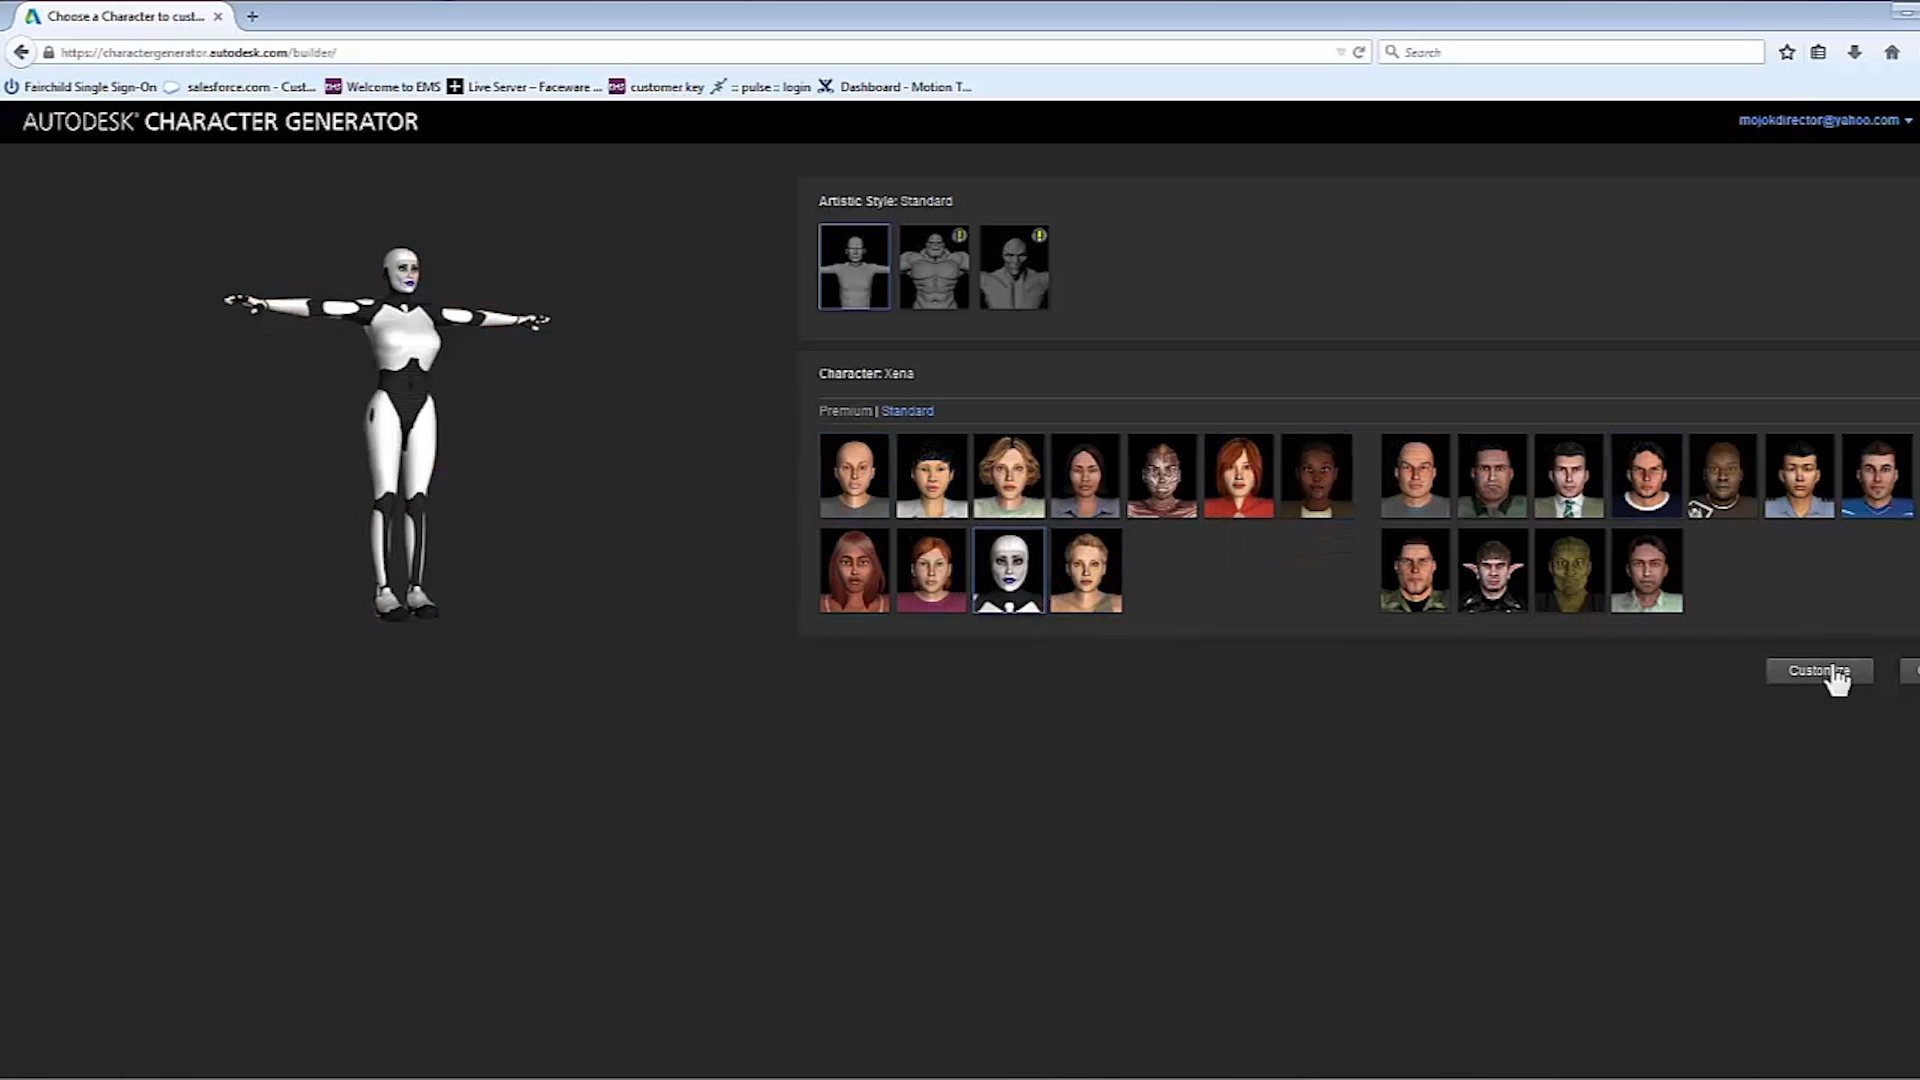 Choose a Character to cust...
https://charactergenerator.autodesk.com/builder/
Search
Fairchild Single Sign-On
salesforce.com - Cust...
EMS
Welcome to EMS
Live Server – Faceware ...
EMS
customer key
:: pulse :: login
Dashboard - Motion T...
AUTODESK® CHARACTER GENERATOR
mojokdirector@yahoo.com
Artistic Style: Standard
Character: Xena
Premium | Standard
Customize